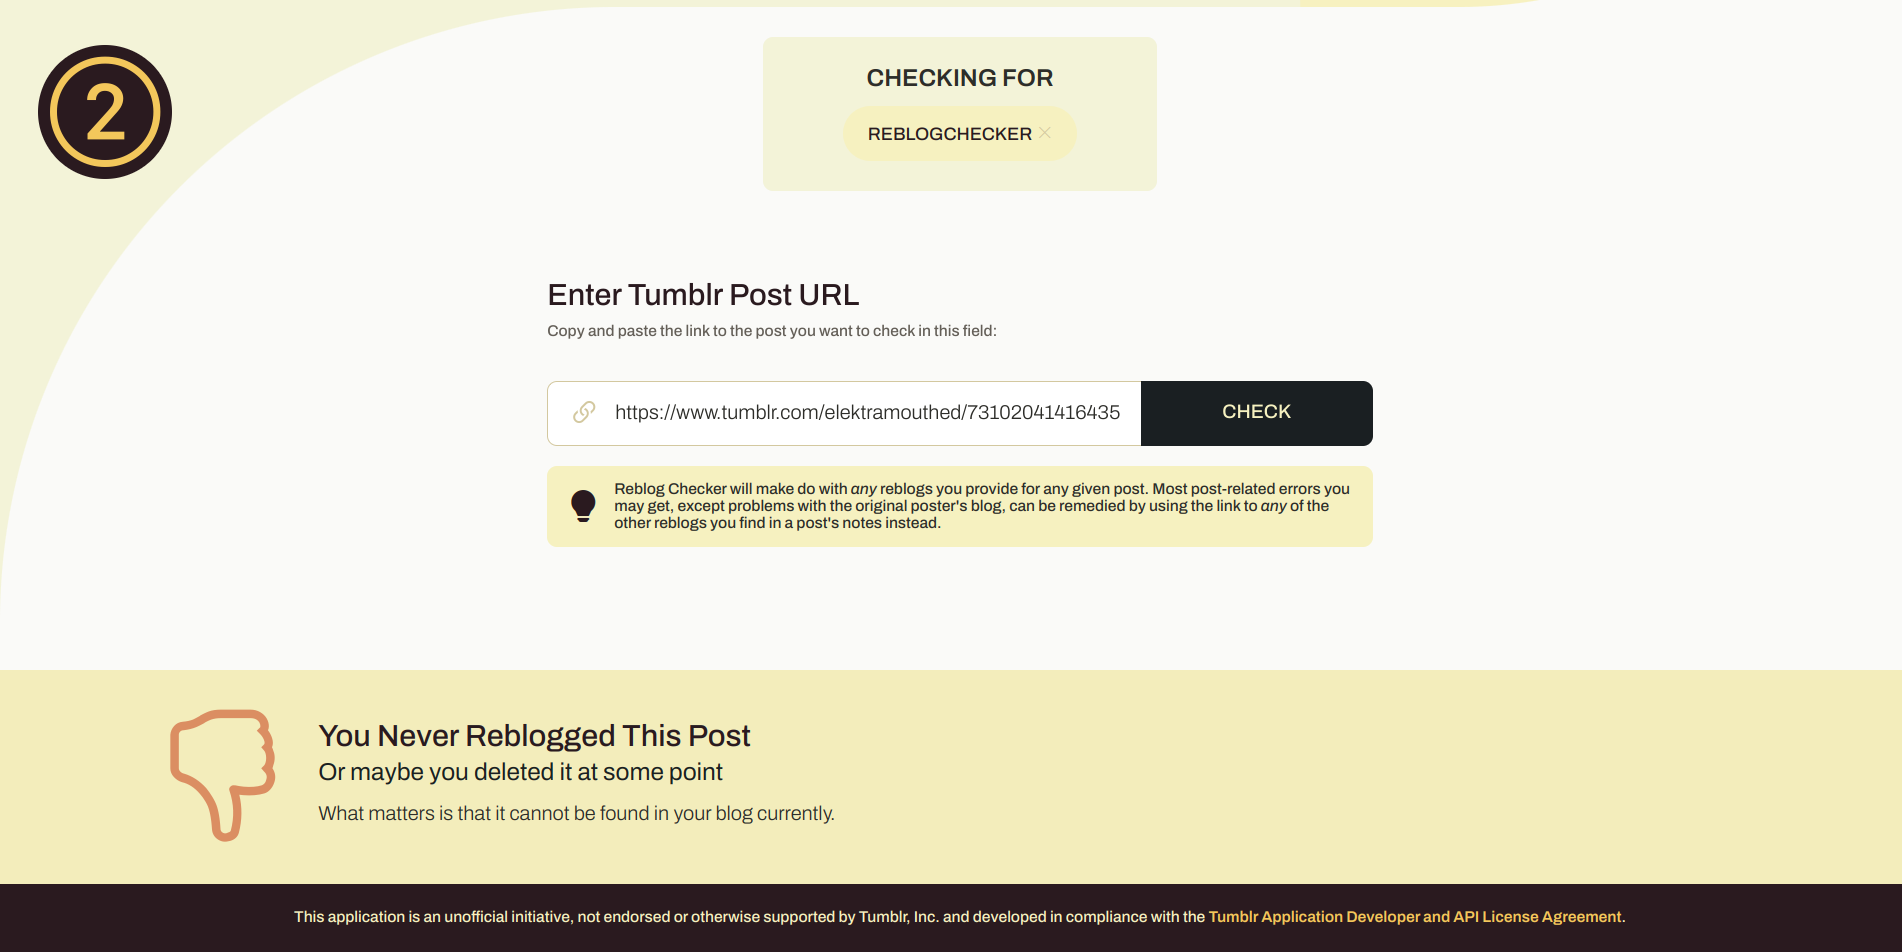 2
CHECKING FOR
REBLOGCHECKER ×
Enter Tumblr Post URL
Copy and paste the link to the post you want to check in this field:
https://www.tumblr.com/elektramouthed/73102041416435
CHECK
Reblog Checker will make do with any reblogs you provide for any given post. Most post-related errors you
may get, except problems with the original poster's blog, can be remedied by using the link to any of the
other reblogs you find in a post's notes instead.
You Never Reblogged This Post
Or maybe you deleted it at some point
What matters is that it cannot be found in your blog currently.
This application is an unofficial initiative, not endorsed or otherwise supported by Tumblr, Inc. and developed in compliance with the Tumblr Application Developer and API License Agreement.